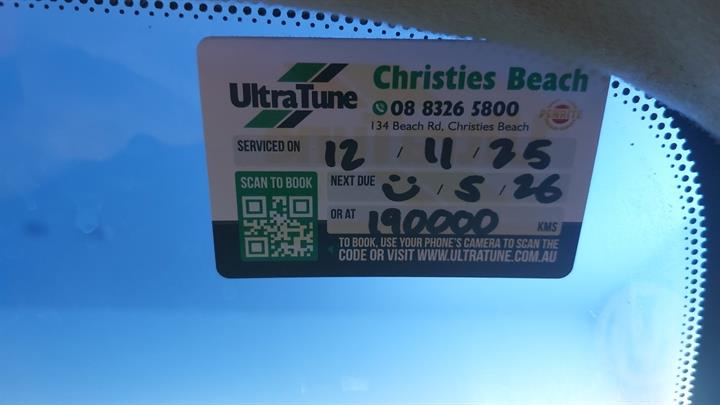 UltraTune
Christies Beach
08 8326 5800
134 Beach Rd, Christies Beach
PENRITE
SERVICED ON 12 / 11 / 25
SCAN TO BOOK
NEXT DUE / 5 / 26
OR AT 190000 KMS
TO BOOK, USE YOUR PHONE'S CAMERA TO SCAN THE
CODE OR VISIT WWW.ULTRATUNE.COM.AU